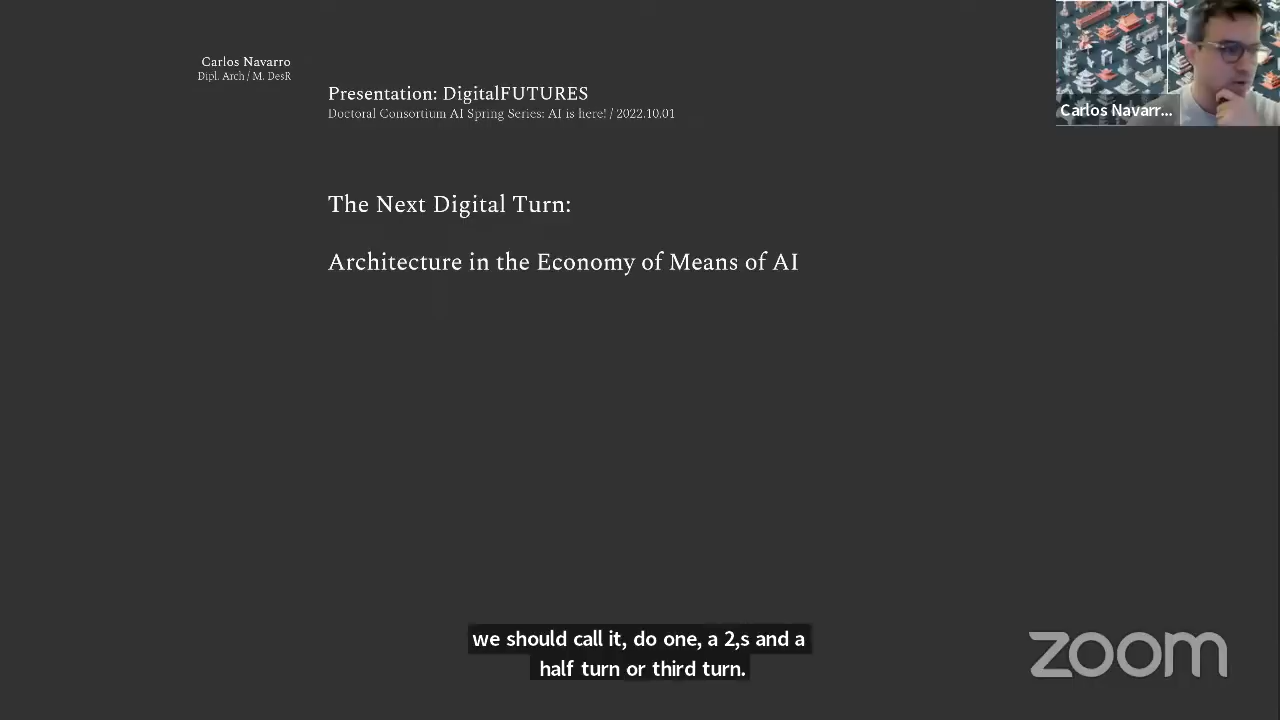 Carlos Navarro
Dipl. Arch / M. DesR
Presentation: DigitalFUTURES
Doctoral Consortium AI Spring Series: AI is here! / 2022.10.01
The Next Digital Turn:
Architecture in the Economy of Means of AI
Carlos Navarr...
we should call it, do one, a 2,s and a
half turn or third turn.
zoom